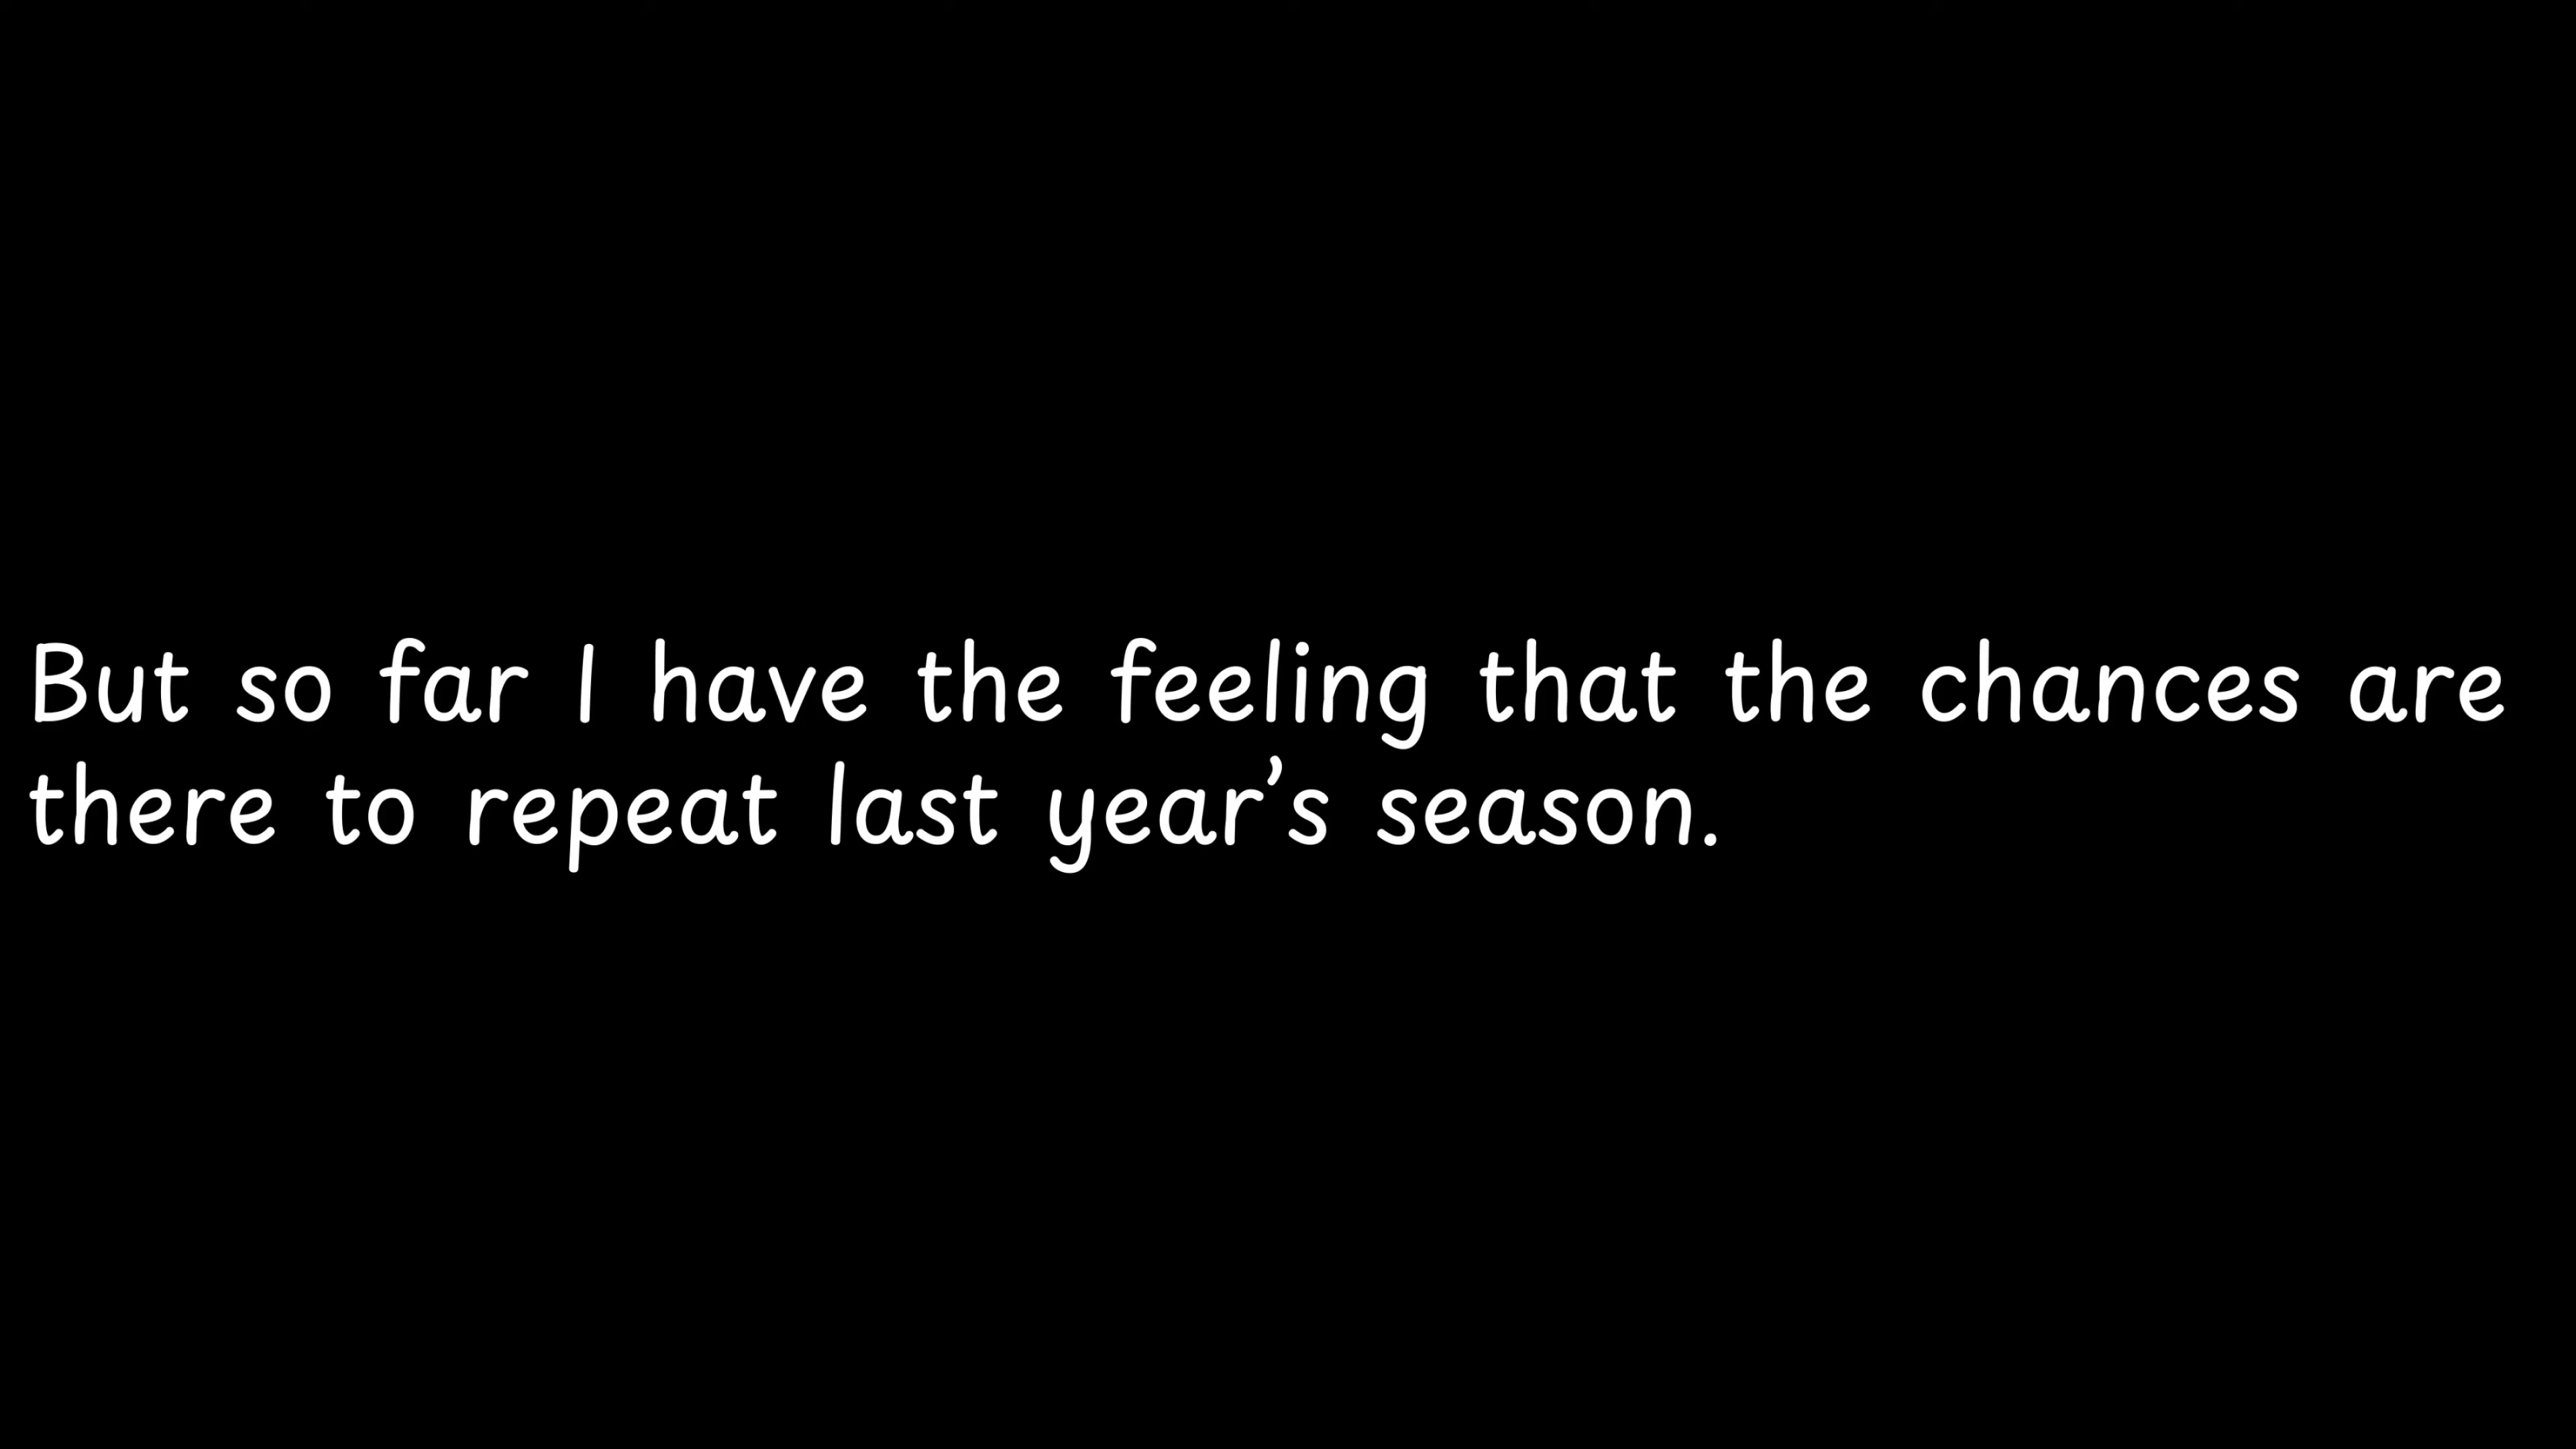 But so far I have the feeling that the chances are
there to repeat last year’s season.